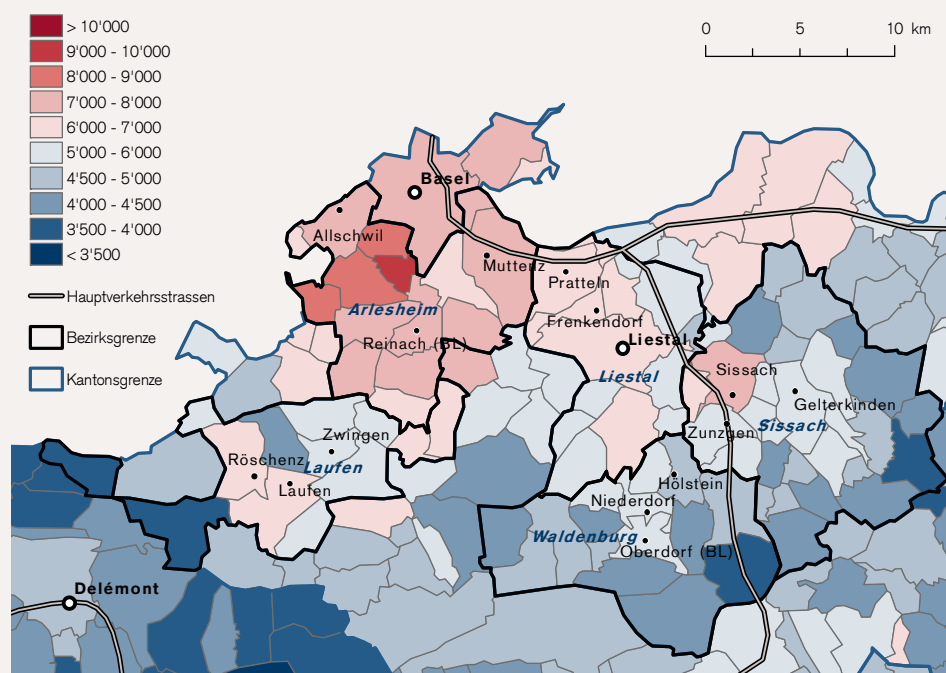 > 10'000
9'000 - 10'000
8'000 - 9'000
7'000 - 8'000
6'000 - 7'000
5'000 - 6'000
4'500 - 5'000
4'000 - 4'500
3'500 - 4'000
< 3'500
Hauptverkehrsstrassen
Bezirksgrenze
Kantonsgrenze
0 5 10 km
Basel
Allschwil
Muttenz
Pratteln
Arlesheim
Frenkendorf
Reinach (BL)
Liestal
Liestal
Sissach
Gelterkinden
Sissach
Zunzgen
Zwingen
Röschenz
Laufen
Laufen
Hölstein
Niederdorf
Waldenburg
Oberdorf (BL)
Delémont